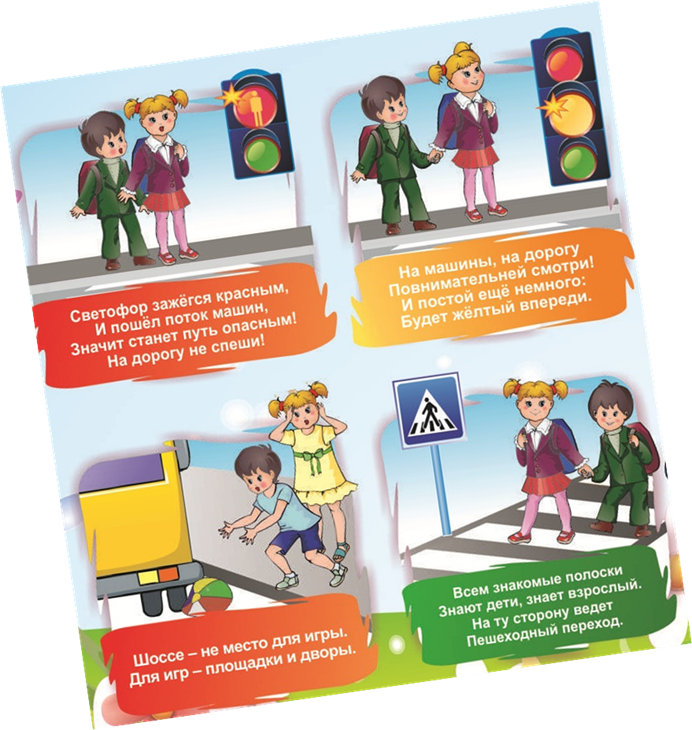 Светофор зажёгся красным,
И пошёл поток машин,
Значит станет путь опасным!
На дорогу не спеши!
На машины, на дорогу
Повнимательней смотри!
И постой ещё немного:
Будет жёлтый впереди.
Шоссе – не место для игры.
Для игр – площадки и дворы.
Всем знакомые полоски
Знают дети, знает взрослый.
На ту сторону ведет
Пешеходный переход.